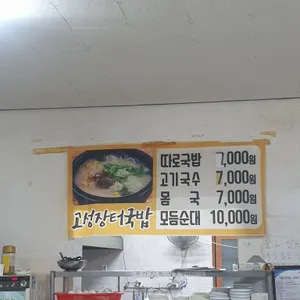 따로국밥 7,000원
고기국수 7,000원
몸 국 7,000원
모듬순대 10,000원
고성장터국밥